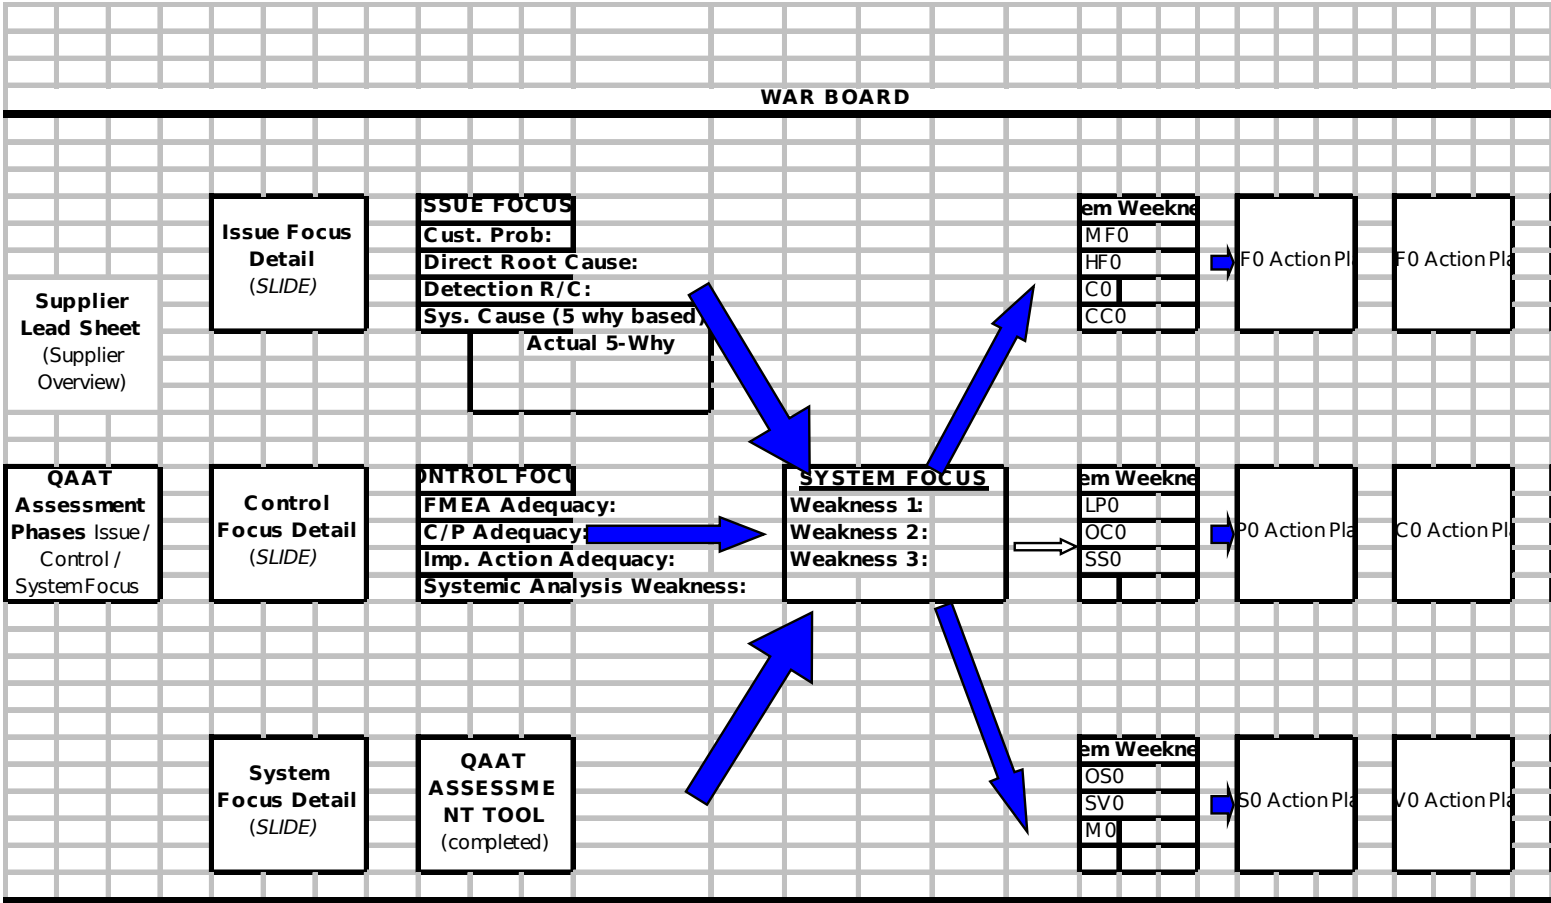 WAR BOARD
Supplier
Lead Sheet
(Supplier
Overview)
QAAT
Assessment
Phases Issue /
Control /
System Focus
Issue Focus
Detail
(SLIDE)
Control
Focus Detail
(SLIDE)
System
Focus Detail
(SLIDE)
SSUE FOCUS
Cust. Prob:
Direct Root Cause:
Detection R/C:
Sys. Cause (5 why based)
Actual 5-Why
ONTROL FOCU
FMEA Adequacy:
C/P Adequacy:
Imp. Action Adequacy:
Systemic Analysis Weakness:
QAAT
ASSESSME
NT TOOL
(completed)
SYSTEM FOCUS
Weakness 1:
Weakness 2:
Weakness 3:
em Weekne
MF0
HF0
C0
CC0
F0 Action Pla
F0 Action Pla
em Weekne
LP0
OC0
SS0
P0 Action Pla
C0 Action Pla
em Weekne
OS0
SV0
M0
S0 Action Pla
V0 Action Pla